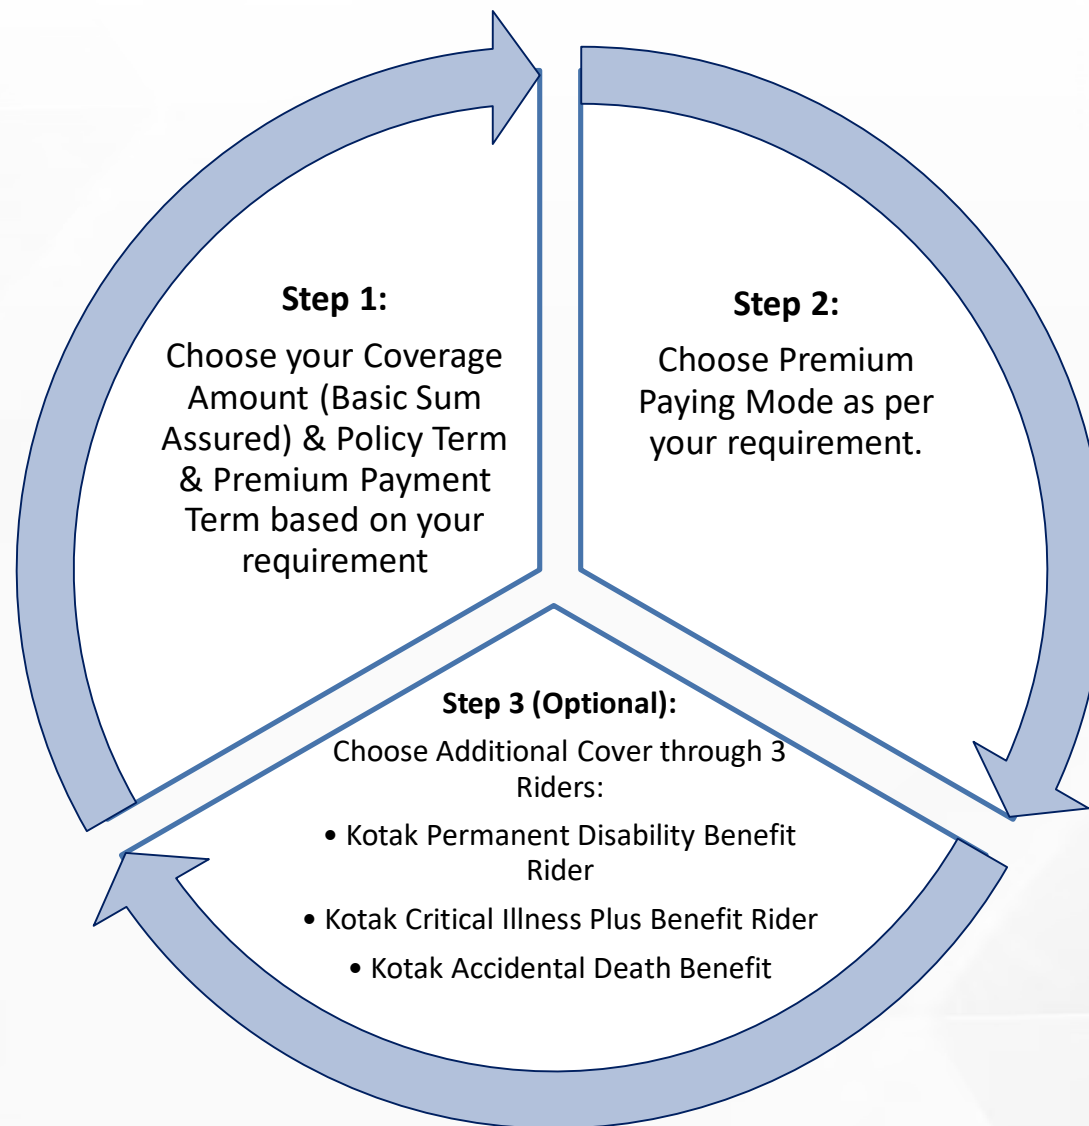 Step 1:
Choose your Coverage
Amount (Basic Sum
Assured) & Policy Term
& Premium Payment
Term based on your
requirement
Step 2:
Choose Premium
Paying Mode as per
your requirement.
Step 3 (Optional):
Choose Additional Cover through 3
Riders:
• Kotak Permanent Disability Benefit
Rider
• Kotak Critical Illness Plus Benefit Rider
• Kotak Accidental Death Benefit